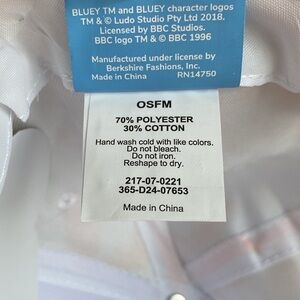 BLUEY TM and BLUEY character logos
TM & © Ludo Studio Pty Ltd 2018.
Licensed by BBC Studios.
BBC logo TM & © BBC 1996
Manufactured under license by
Berkshire Fashions, Inc.
Made in China RN14750
OSFM
70% POLYESTER
30% COTTON
Hand wash cold with like colors.
Do not bleach.
Do not iron.
Reshape to dry.
217-07-0221
365-D24-07653
Made in China